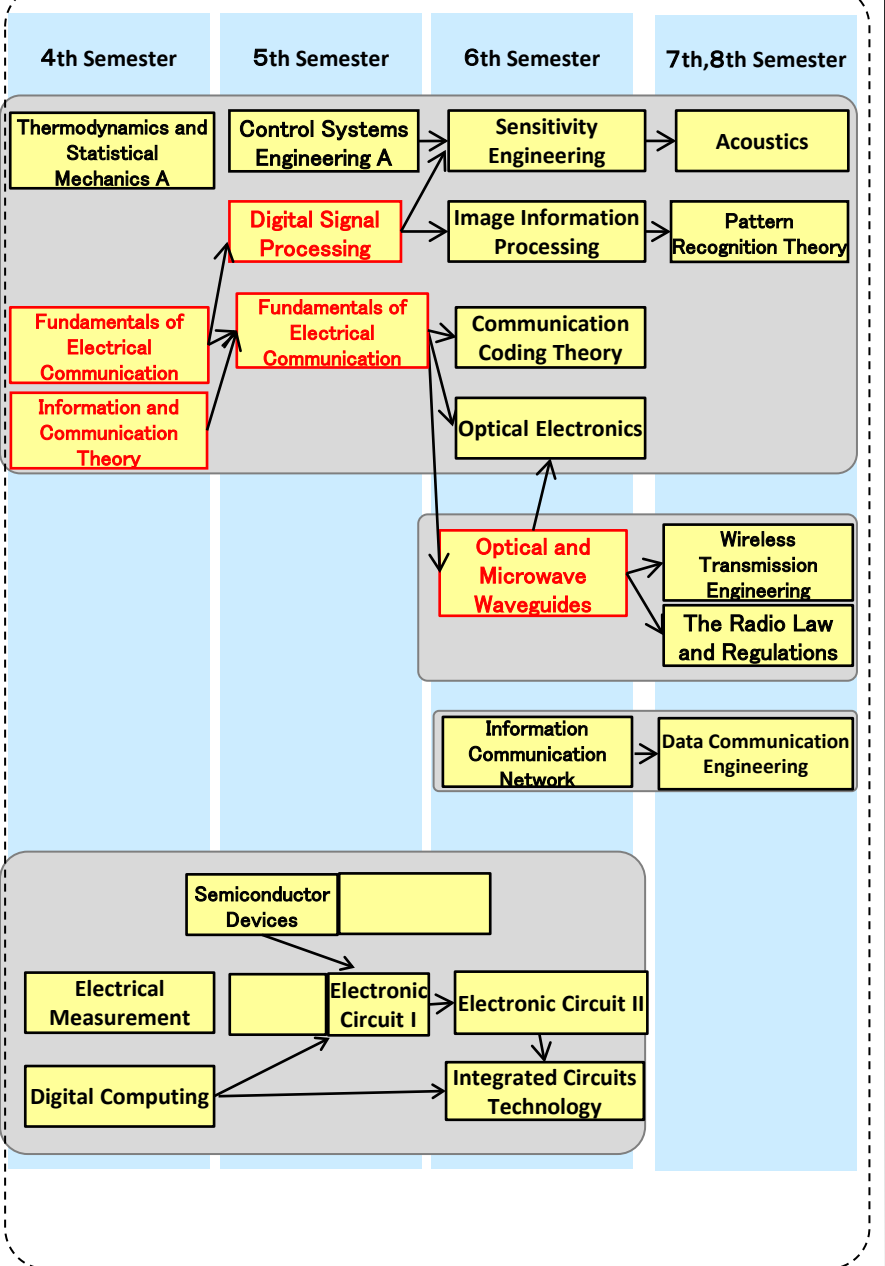 4th Semester
5th Semester
6th Semester
7th,8th Semester
Thermodynamics and
Statistical
Mechanics A
Control Systems
Engineering A
Sensitivity
Engineering
Acoustics
Digital Signal
Processing
Image Information
Processing
Pattern
Recognition Theory
Fundamentals of
Electrical
Communication
Fundamentals of
Electrical
Communication
Communication
Coding Theory
Information and
Communication
Theory
Optical Electronics
Optical and
Microwave
Waveguides
Wireless
Transmission
Engineering
The Radio Law
and Regulations
Information
Communication
Network
Data Communication
Engineering
Semiconductor
Devices
Electrical
Measurement
Electronic
Circuit I
Electronic Circuit II
Digital Computing
Integrated Circuits
Technology